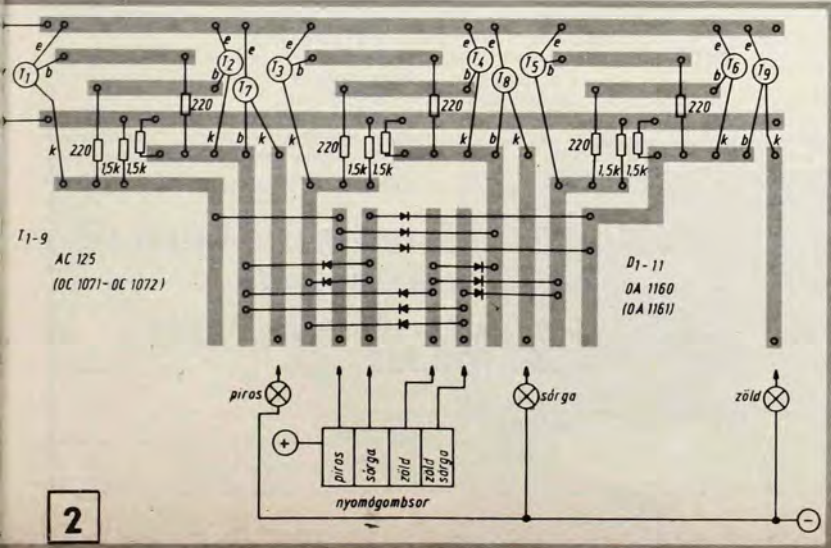 e e e e e e e e e
T1 b T2 b T7 T3 b T4 b T8 T5 b T6 b T9
220 220 220
k 220 k b k k 220 k b k k 220 k b k
1,5k 1,5k 1,5k 1,5k 1,5k 1,5k
T1-9
AC 125
(OC 1071-OC 1072)
D1-11
OA 1160
(OA 1161)
piros
sárga
zöld
+
piros
sárga
zöld
zöld
sárga
nyomógombsor
-
2